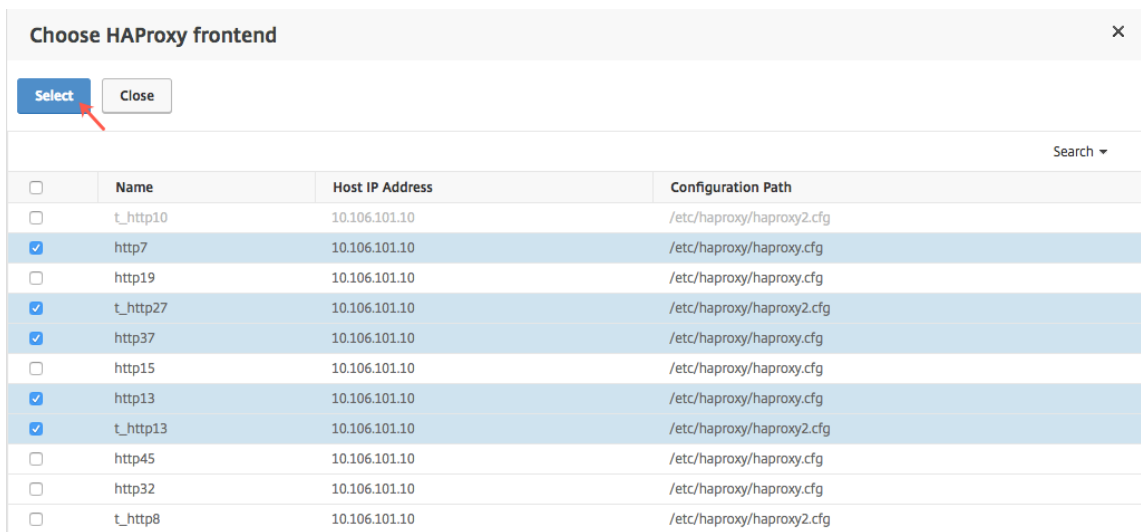 Choose HAProxy frontend
Select Close
Search
Name Host IP Address Configuration Path
t_http10 10.106.101.10 /etc/haproxy/haproxy2.cfg
http7 10.106.101.10 /etc/haproxy/haproxy.cfg
http19 10.106.101.10 /etc/haproxy/haproxy.cfg
t_http27 10.106.101.10 /etc/haproxy/haproxy2.cfg
http37 10.106.101.10 /etc/haproxy/haproxy.cfg
http15 10.106.101.10 /etc/haproxy/haproxy.cfg
http13 10.106.101.10 /etc/haproxy/haproxy.cfg
t_http13 10.106.101.10 /etc/haproxy/haproxy2.cfg
http45 10.106.101.10 /etc/haproxy/haproxy.cfg
http32 10.106.101.10 /etc/haproxy/haproxy.cfg
t_http8 10.106.101.10 /etc/haproxy/haproxy2.cfg